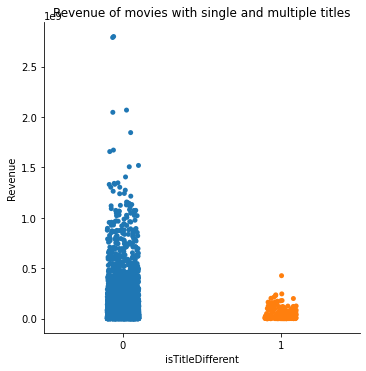 Revenue of movies with single and multiple titles
1e9
2.5
2.0
1.5
1.0
0.5
0.0
Revenue
0 1
isTitleDifferent